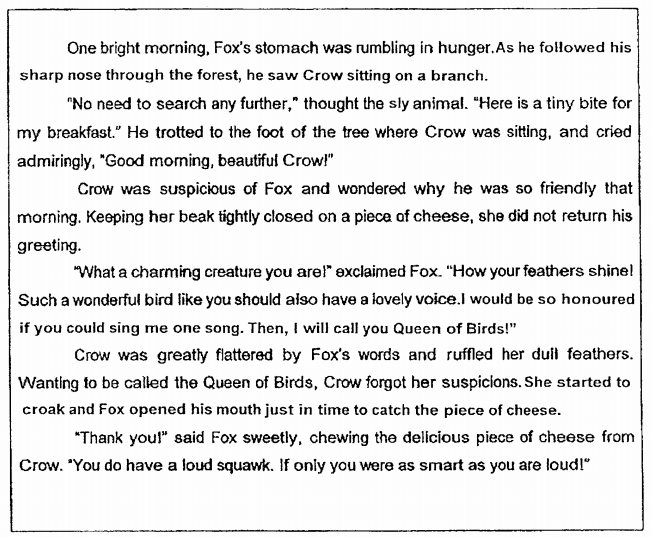 One bright morning, Fox's stomach was rumbling in hunger. As he followed his
sharp nose through the forest, he saw Crow sitting on a branch.
"No need to search any further," thought the sly animal. "Here is a tiny bite for
my breakfast." He trotted to the foot of the tree where Crow was sitting, and cried
admiringly, "Good morning, beautiful Crow!"
Crow was suspicious of Fox and wondered why he was so friendly that
morning. Keeping her beak tightly closed on a piece of cheese, she did not return his
greeting.
"What a charming creature you are!" exclaimed Fox. "How your feathers shine!
Such a wonderful bird like you should also have a lovely voice. I would be so honoured
if you could sing me one song. Then, I will call you Queen of Birds!"
Crow was greatly flattered by Fox's words and ruffled her dull feathers.
Wanting to be called the Queen of Birds, Crow forgot her suspicions. She started to
croak and Fox opened his mouth just in time to catch the piece of cheese.
"Thank you!" said Fox sweetly, chewing the delicious piece of cheese from
Crow. "You do have a loud squawk. If only you were as smart as you are loud!"